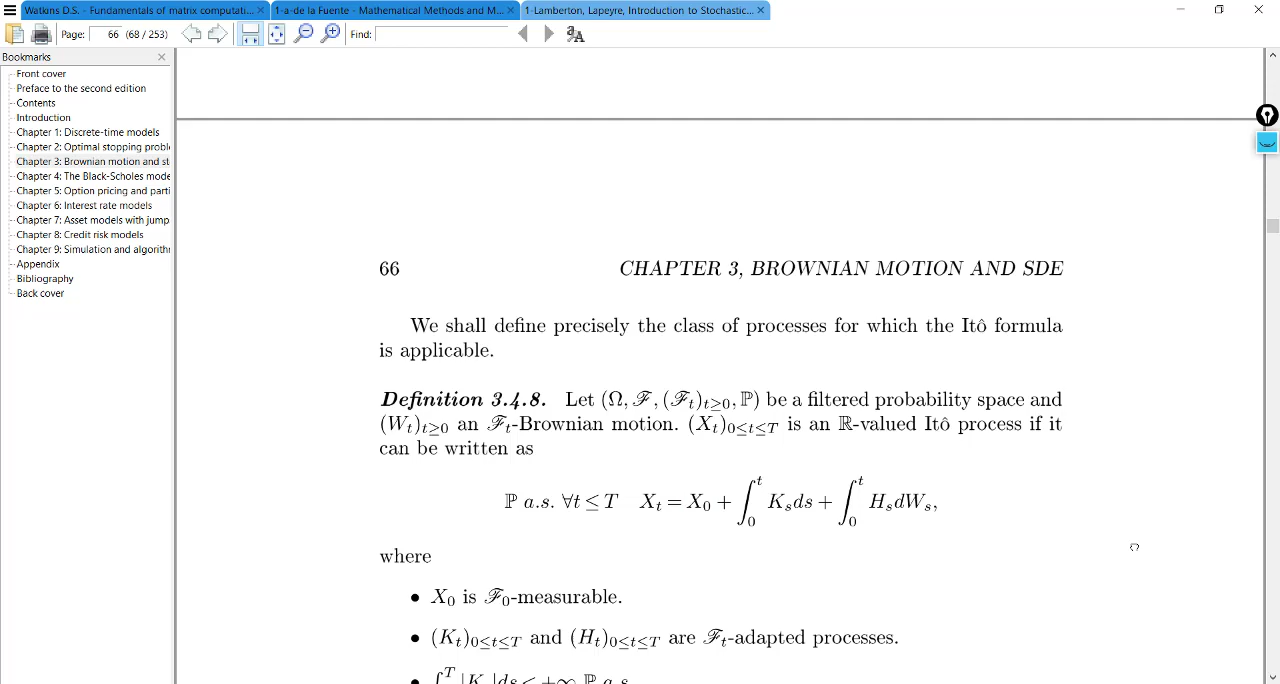 Watkins D.S. - Fundamentals of matrix computati... 1-a-de la Fuente - Mathematical Methods and M... 1-Lamberton, Lapeyre, Introduction to Stochastic...
Page: 66 (68 / 253) Find:
Bookmarks
Front cover
Preface to the second edition
Contents
Introduction
Chapter 1: Discrete-time models
Chapter 2: Optimal stopping probl
Chapter 3: Brownian motion and st
Chapter 4: The Black-Scholes mode
Chapter 5: Option pricing and parti
Chapter 6: Interest rate models
Chapter 7: Asset models with jump
Chapter 8: Credit risk models
Chapter 9: Simulation and algorith
Appendix
Bibliography
Back cover
66 CHAPTER 3, BROWNIAN MOTION AND SDE
We shall define precisely the class of processes for which the Itô formula
is applicable.
Definition 3.4.8. Let (Ω, ℱ, (ℱ_t)_{t≥0}, ℙ) be a filtered probability space and
(W_t)_{t≥0} an ℱ_t-Brownian motion. (X_t)_{0≤t≤T} is an ℝ-valued Itô process if it
can be written as
ℙ a.s. ∀t ≤ T X_t = X_0 + ∫_0^t K_s ds + ∫_0^t H_s dW_s,
where
• X_0 is ℱ_0-measurable.
• (K_t)_{0≤t≤T} and (H_t)_{0≤t≤T} are ℱ_t-adapted processes.
• ∫^T |K |ds < +∞ ℙ a.s.